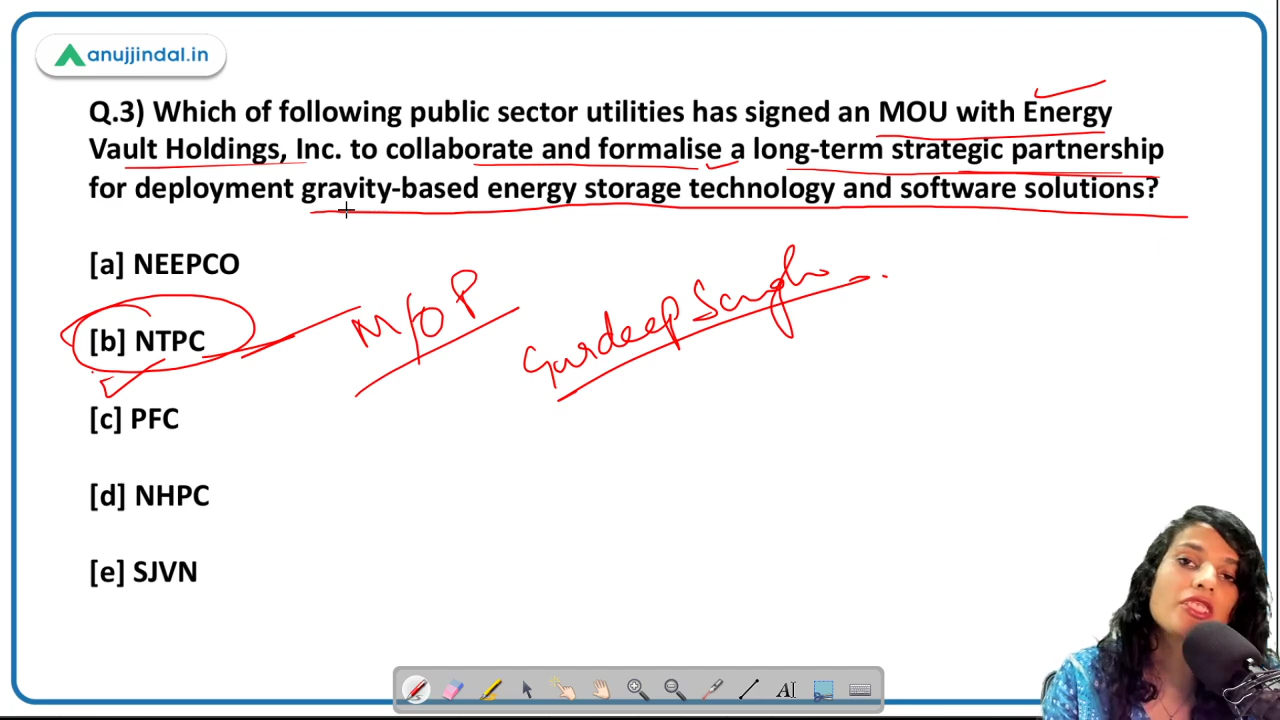 anujjindal.in
Q.3) Which of following public sector utilities has signed an MOU with Energy
Vault Holdings, Inc. to collaborate and formalise a long-term strategic partnership
for deployment gravity-based energy storage technology and software solutions?
[a] NEEPCO
[b] NTPC
M/O P
Gurdeep Singh
[c] PFC
[d] NHPC
[e] SJVN
AI